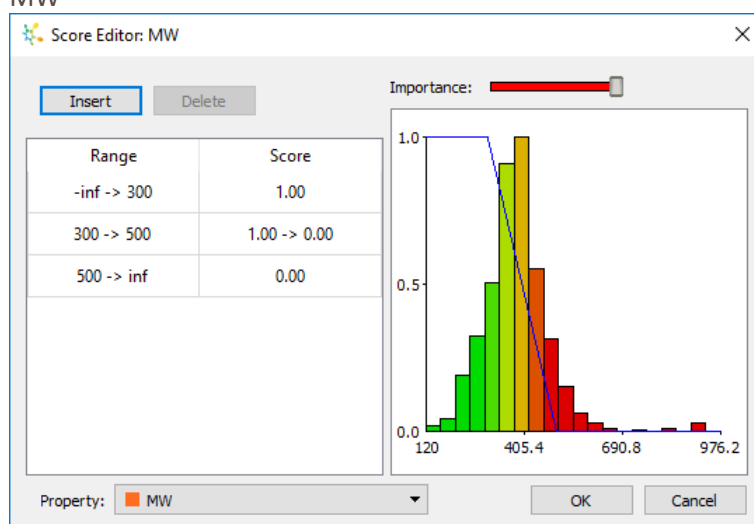 MW
Score Editor: MW
Insert
Delete
Importance:
Range Score
-inf -> 300 1.00
300 -> 500 1.00 -> 0.00
500 -> inf 0.00
1.0
0.5
0.0
120 405.4 690.8 976.2
Property: MW
OK
Cancel